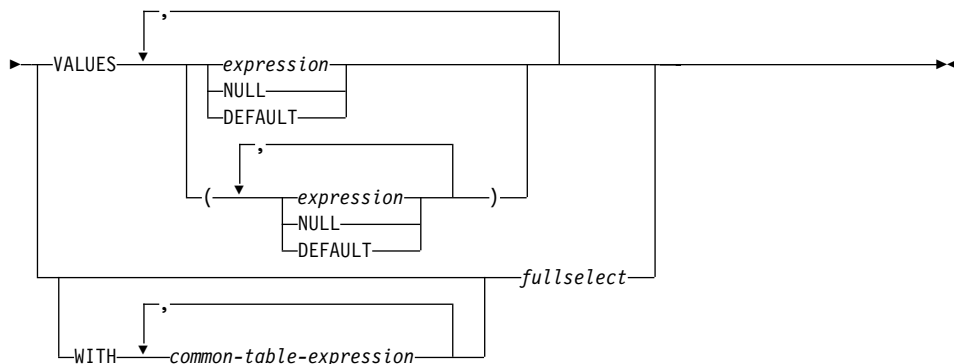 ,
VALUES expression
NULL
DEFAULT
,
( expression )
NULL
DEFAULT
fullselect
,
WITH common-table-expression